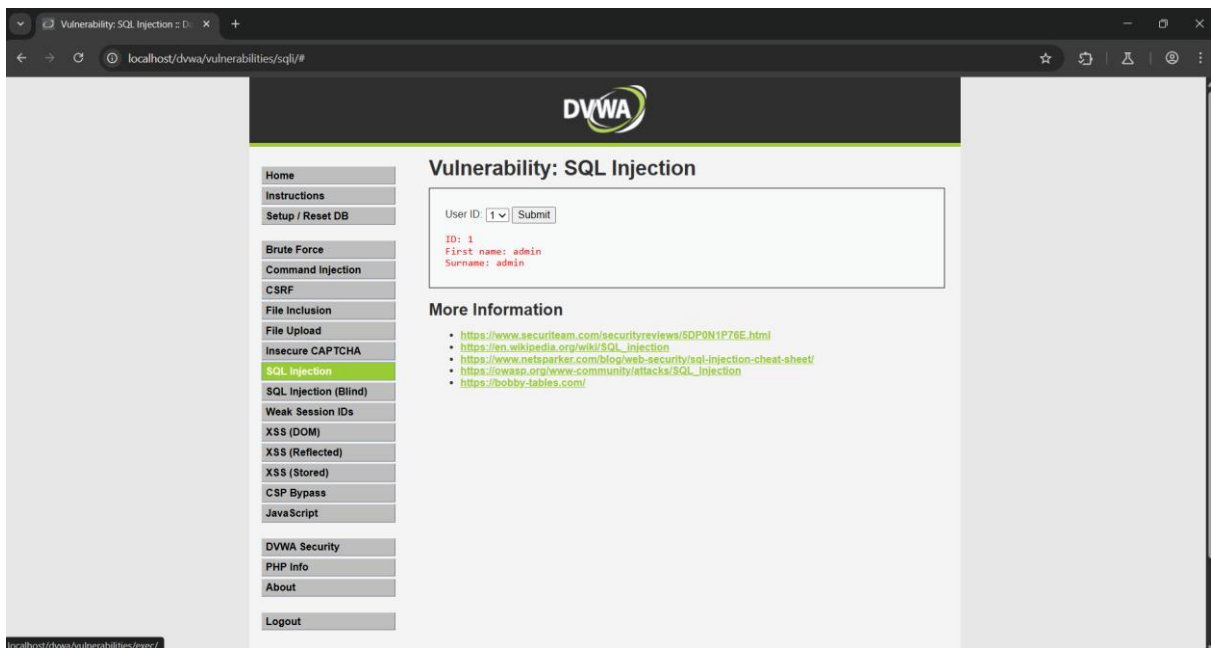 Vulnerability: SQL Injection :: D
localhost/dvwa/vulnerabilities/sqli/#
DVWA
Home
Instructions
Setup / Reset DB
Brute Force
Command Injection
CSRF
File Inclusion
File Upload
Insecure CAPTCHA
SQL Injection
SQL Injection (Blind)
Weak Session IDs
XSS (DOM)
XSS (Reflected)
XSS (Stored)
CSP Bypass
JavaScript
DVWA Security
PHP Info
About
Logout
Vulnerability: SQL Injection
User ID: 1 Submit
ID: 1
First name: admin
Surname: admin
More Information
• https://www.securiteam.com/securityreviews/5DP0N1P76E.html
• https://en.wikipedia.org/wiki/SQL_injection
• https://www.netsparker.com/blog/web-security/sql-injection-cheat-sheet/
• https://owasp.org/www-community/attacks/SQL_Injection
• https://bobby-tables.com/
localhost/dvwa/vulnerabilities/exec/